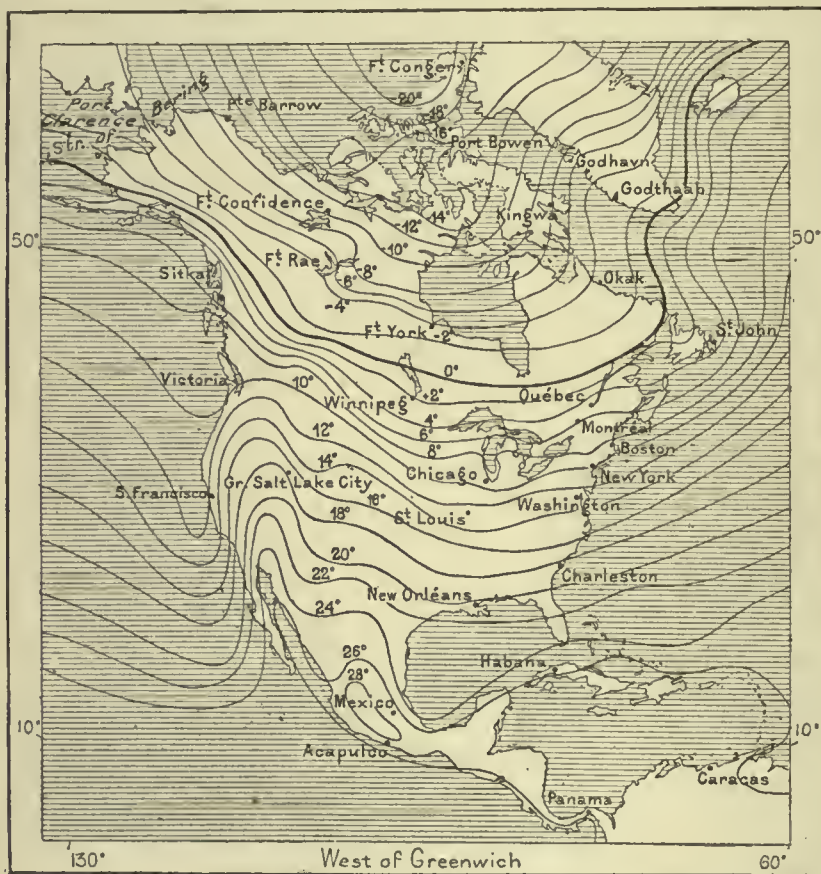 Ft. Conger
20°
18°
16°
Port
Clarence
Bering
Str. of
Pte Barrow
Port Bowen
Godhavn
Godthaab
Ft. Confidence
-14°
-12°
-10°
Kingwa
50°
50°
Sitka
Ft. Rae
-8°
-6°
-4°
Okak
Ft. York
-2°
St. John
0°
Victoria
10°
Winnipeg
+2°
Québec
4°
6°
8°
12°
Montréal
Boston
14°
Chicago
New York
S. Francisco
Gr. Salt Lake City
16°
Washington
18°
St. Louis
20°
22°
Charleston
24°
New Orléans
26°
28°
Habana
Mexico
10°
10°
Acapulco
Caracas
Panama
130°
West of Greenwich
60°